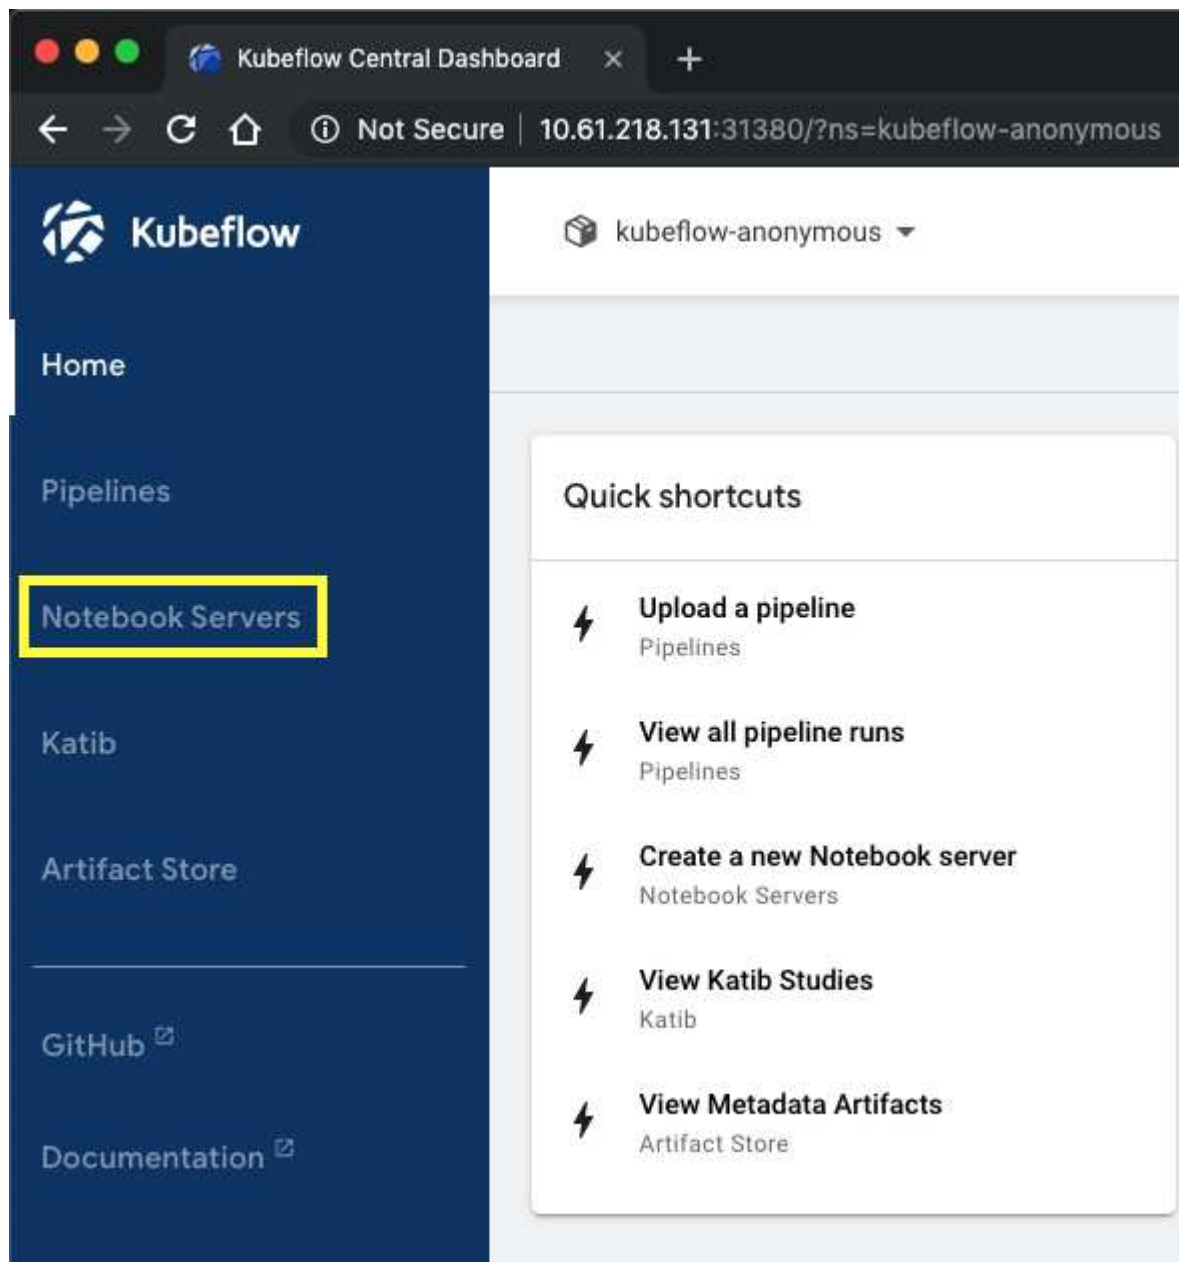 Kubeflow Central Dashboard
Not Secure | 10.61.218.131:31380/?ns=kubeflow-anonymous
Kubeflow
kubeflow-anonymous
Home
Pipelines
Notebook Servers
Katib
Artifact Store
GitHub
Documentation
Quick shortcuts
Upload a pipeline
Pipelines
View all pipeline runs
Pipelines
Create a new Notebook server
Notebook Servers
View Katib Studies
Katib
View Metadata Artifacts
Artifact Store